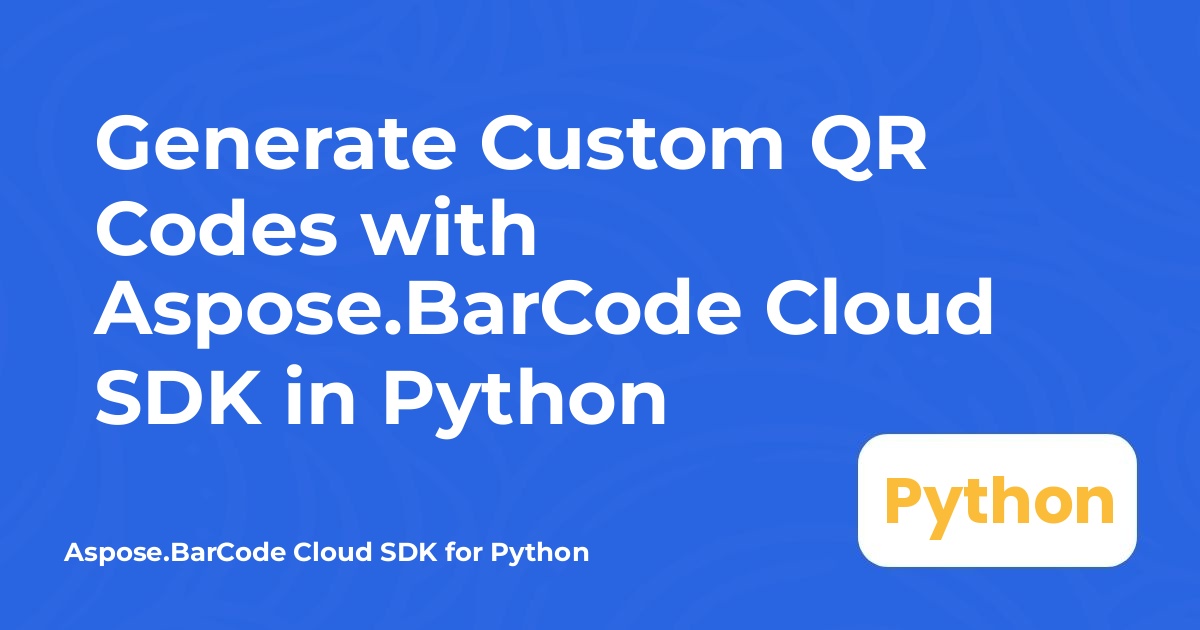 Generate Custom QR
Codes with
Aspose.BarCode Cloud
SDK in Python
Python
Aspose.BarCode Cloud SDK for Python